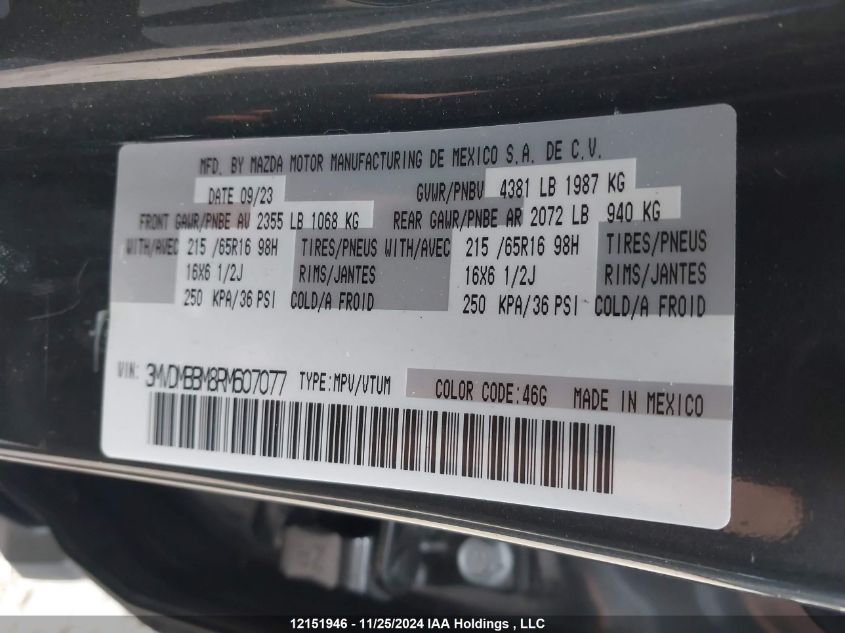 MFD. BY MAZDA MOTOR MANUFACTURING DE MEXICO S.A. DE C.V.
DATE 09/23 GVWR/PNBV 4381 LB 1987 KG
FRONT GAWR/PNBE AV 2355 LB 1068 KG REAR GAWR/PNBE AR 2072 LB 940 KG
WITH/AVEC 215 /65R16 98H TIRES/PNEUS WITH/AVEC 215 /65R16 98H TIRES/PNEUS
16X6 1/2J RIMS/JANTES 16X6 1/2J RIMS/JANTES
250 KPA/36 PSI COLD/A FROID 250 KPA/36 PSI COLD/A FROID
VIN: 3MVDMBBM8RM607077 TYPE:MPV/VTUM COLOR CODE:46G MADE IN MEXICO
12151946 - 11/25/2024 IAA Holdings , LLC